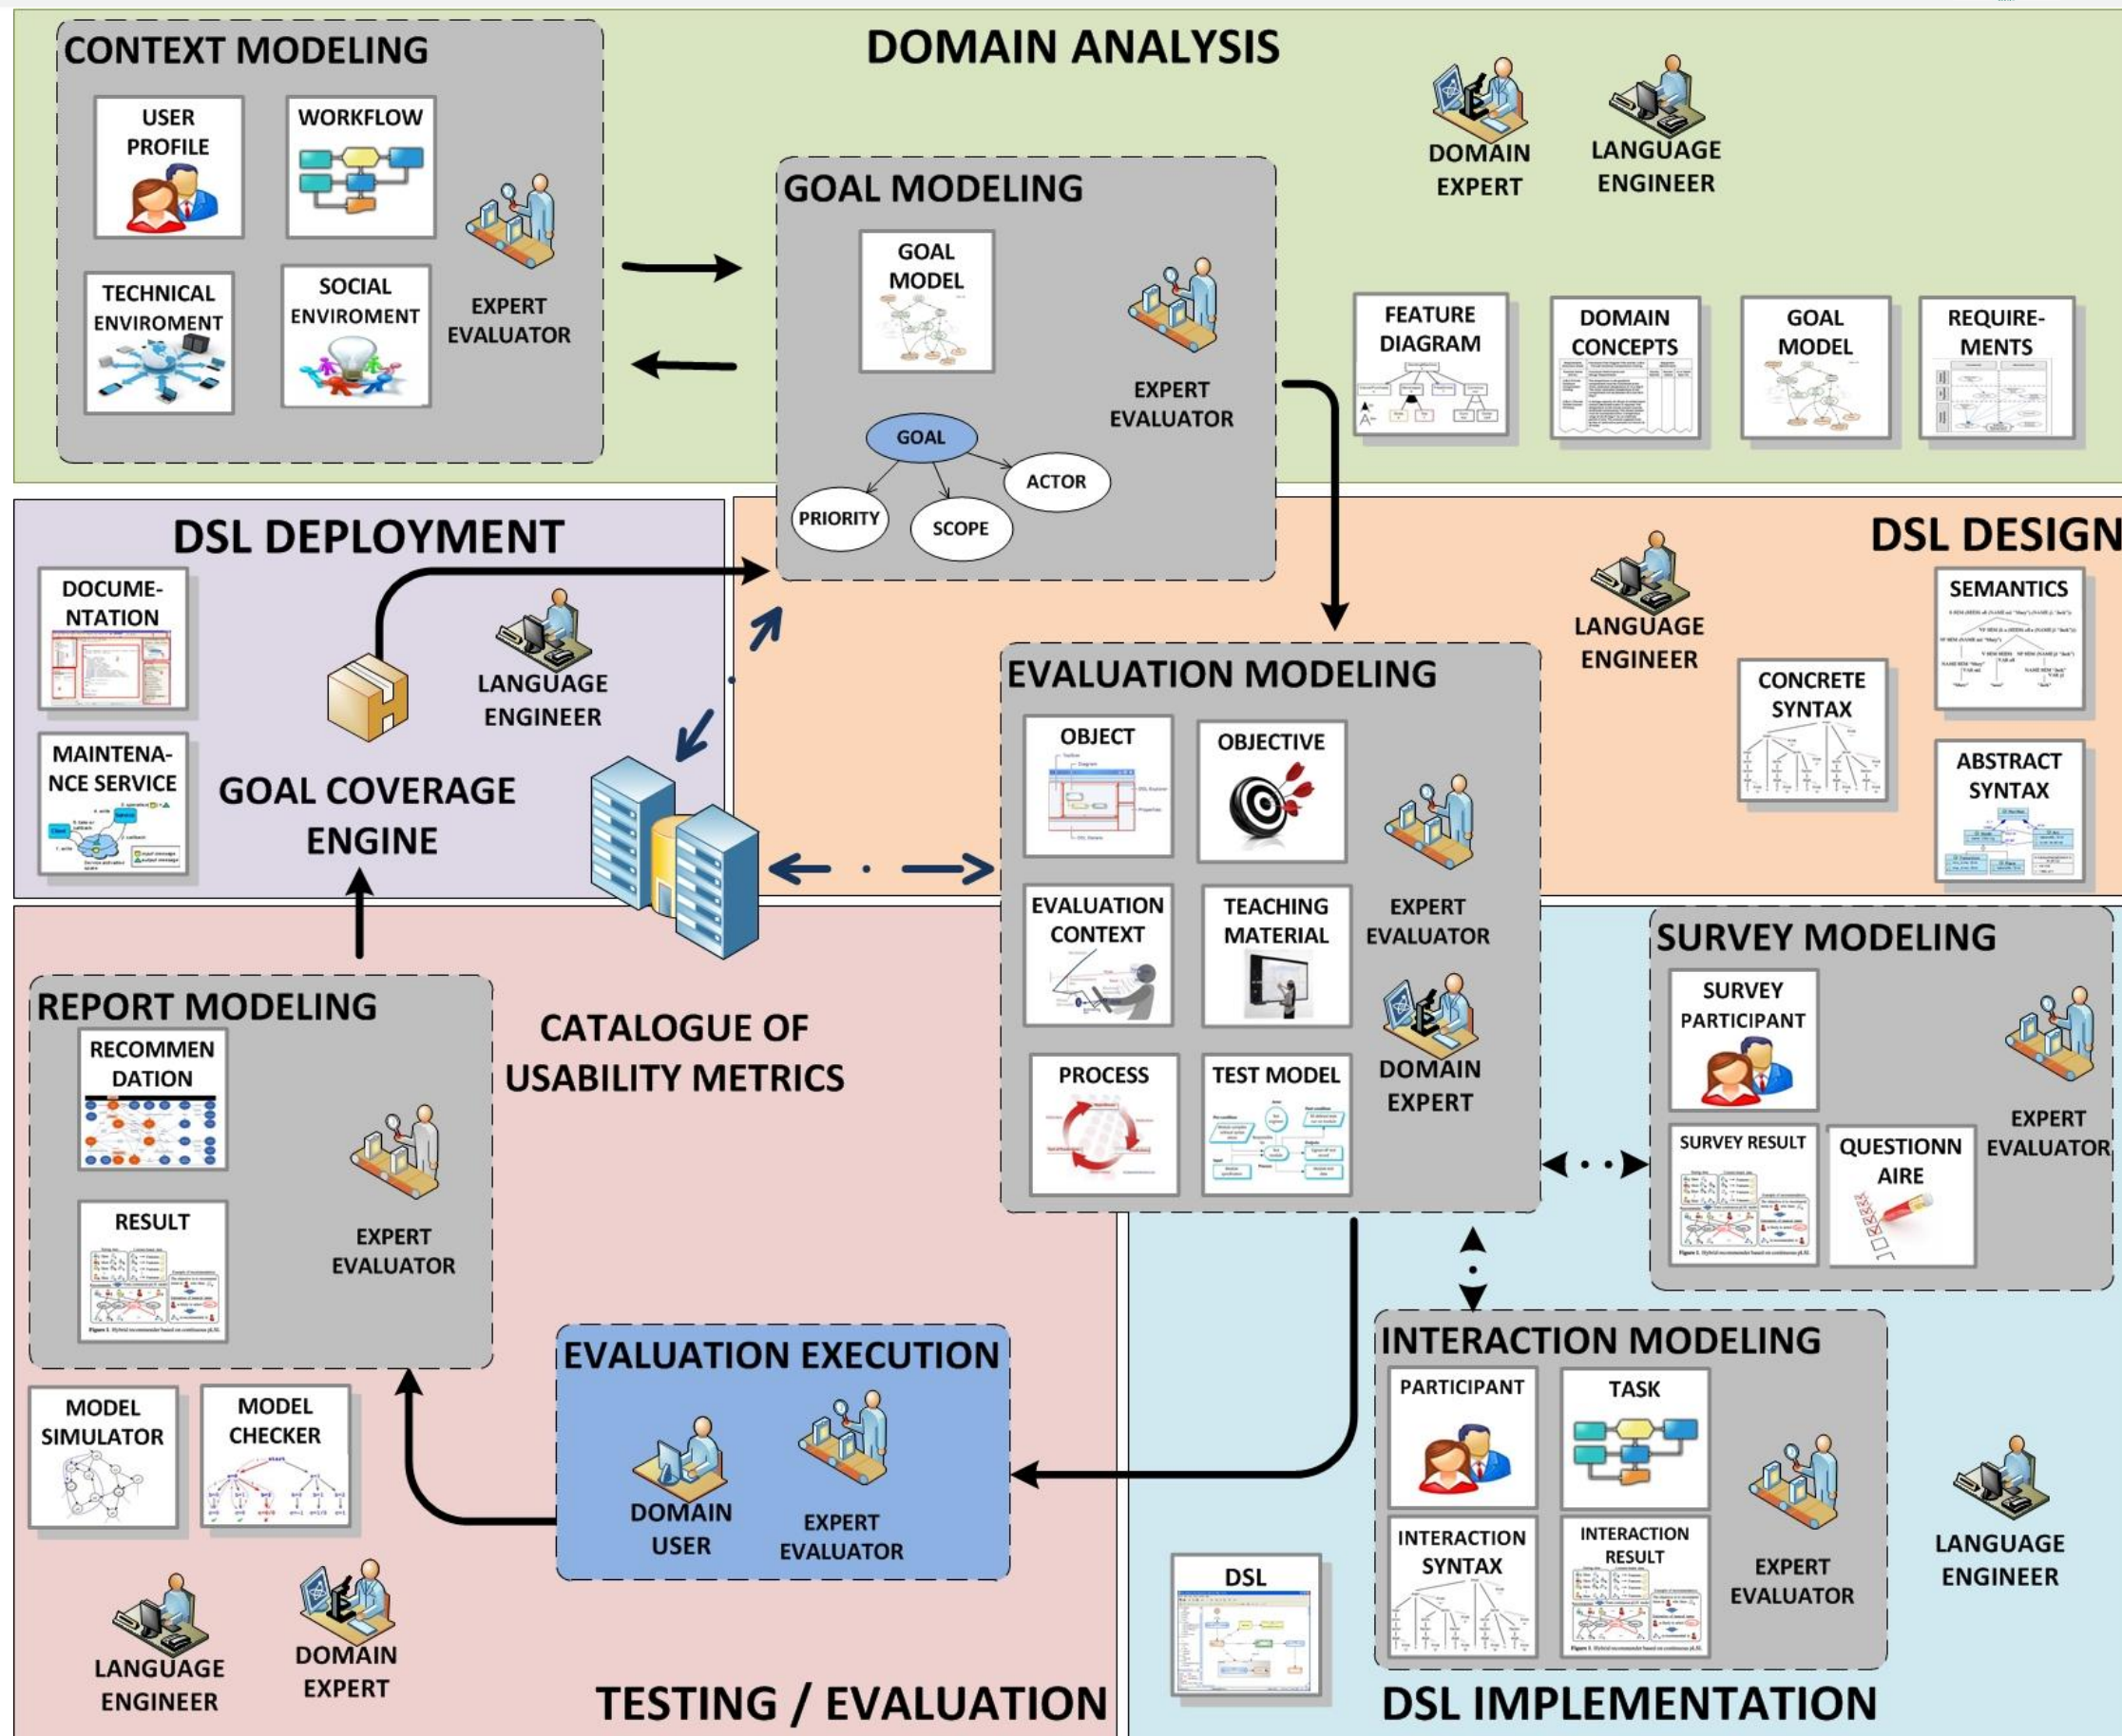 CONTEXT MODELING
USER
PROFILE
WORKFLOW
TECHNICAL
ENVIROMENT
SOCIAL
ENVIROMENT
EXPERT
EVALUATOR
DOMAIN ANALYSIS
GOAL MODELING
GOAL
MODEL
EXPERT
EVALUATOR
GOAL
PRIORITY
SCOPE
ACTOR
DOMAIN
EXPERT
LANGUAGE
ENGINEER
FEATURE
DIAGRAM
DOMAIN
CONCEPTS
GOAL
MODEL
REQUIRE-
MENTS
DSL DEPLOYMENT
DOCUME-
NTATION
LANGUAGE
ENGINEER
MAINTENA-
NCE SERVICE
GOAL COVERAGE
ENGINE
DSL DESIGN
LANGUAGE
ENGINEER
SEMANTICS
CONCRETE
SYNTAX
ABSTRACT
SYNTAX
EVALUATION MODELING
OBJECT
OBJECTIVE
EVALUATION
CONTEXT
TEACHING
MATERIAL
EXPERT
EVALUATOR
PROCESS
TEST MODEL
DOMAIN
EXPERT
REPORT MODELING
RECOMMEN
DATION
RESULT
EXPERT
EVALUATOR
CATALOGUE OF
USABILITY METRICS
MODEL
SIMULATOR
MODEL
CHECKER
EVALUATION EXECUTION
DOMAIN
USER
EXPERT
EVALUATOR
LANGUAGE
ENGINEER
DOMAIN
EXPERT
TESTING / EVALUATION
SURVEY MODELING
SURVEY
PARTICIPANT
SURVEY RESULT
QUESTIONN
AIRE
EXPERT
EVALUATOR
INTERACTION MODELING
PARTICIPANT
TASK
INTERACTION
SYNTAX
INTERACTION
RESULT
EXPERT
EVALUATOR
LANGUAGE
ENGINEER
DSL
DSL IMPLEMENTATION